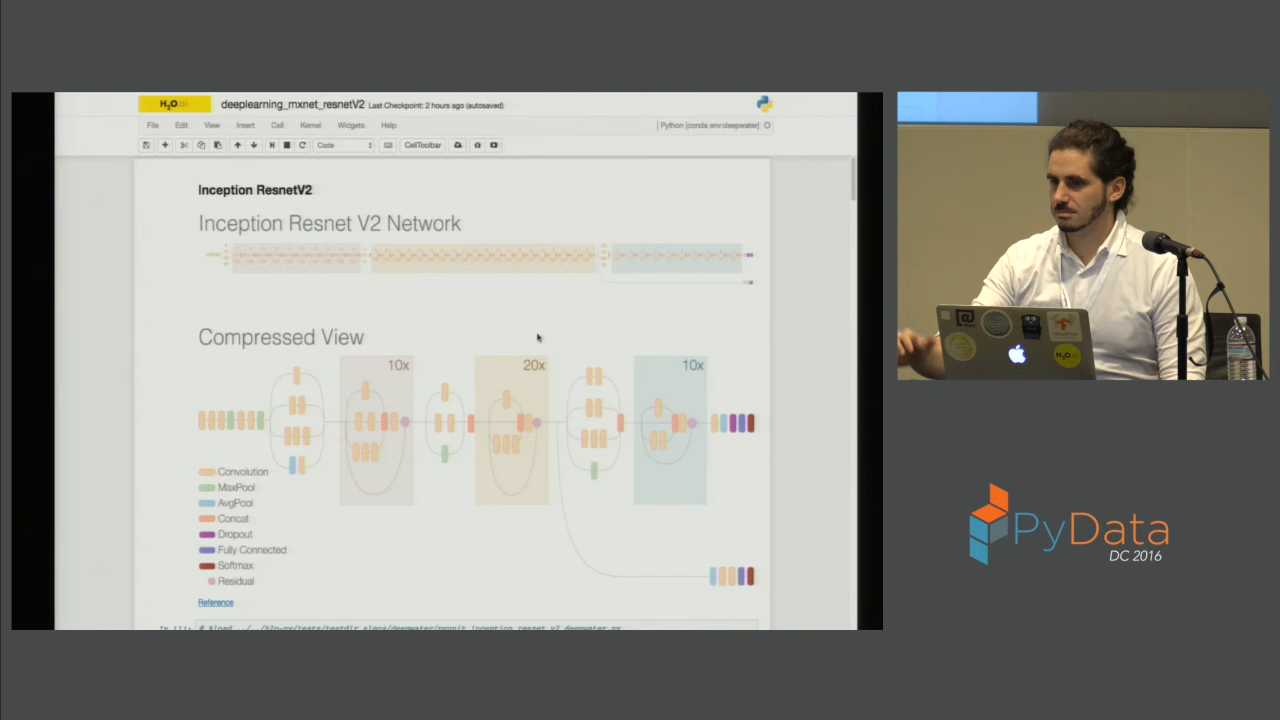 H2O.ai
deeplearning_mxnet_resnetV2 Last Checkpoint: 2 hours ago (autosaved)
File Edit View Insert Cell Kernel Widgets Help
Python [conda env:deepwater]
Code
CellToolbar
Inception ResnetV2
Inception Resnet V2 Network
Compressed View
10x
20x
10x
Convolution
MaxPool
AvgPool
Concat
Dropout
Fully Connected
Softmax
Residual
Reference
In [1]:
PyData
DC 2016